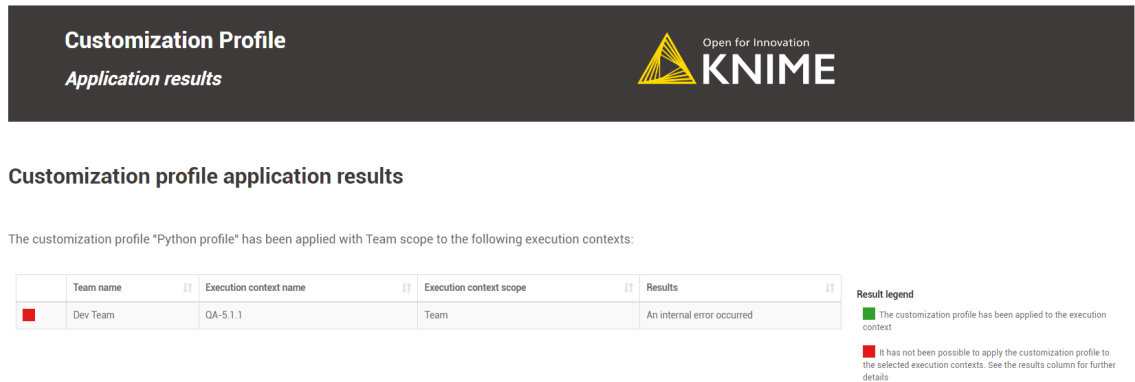 Customization Profile
Application results
Open for Innovation
KNIME
Customization profile application results
The customization profile "Python profile" has been applied with Team scope to the following execution contexts:
Team name Execution context name Execution context scope Results
Dev Team QA-5.1.1 Team An internal error occurred
Result legend
The customization profile has been applied to the execution
context
It has not been possible to apply the customization profile to
the selected execution contexts. See the results column for further
details